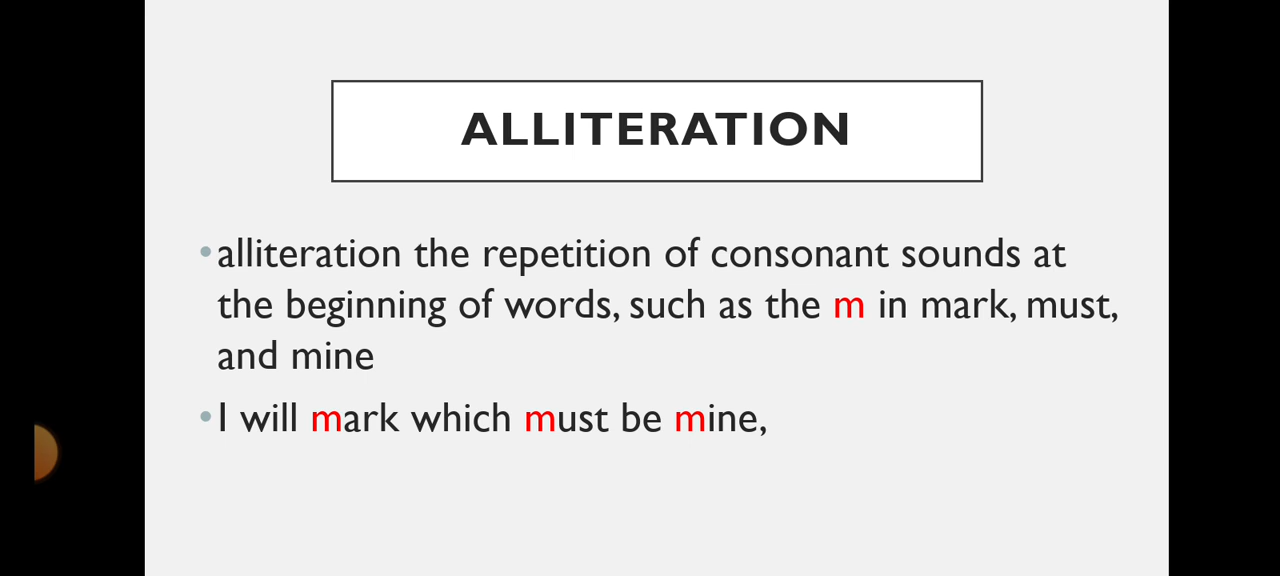 ALLITERATION
•alliteration the repetition of consonant sounds at
the beginning of words, such as the m in mark, must,
and mine
•I will mark which must be mine,